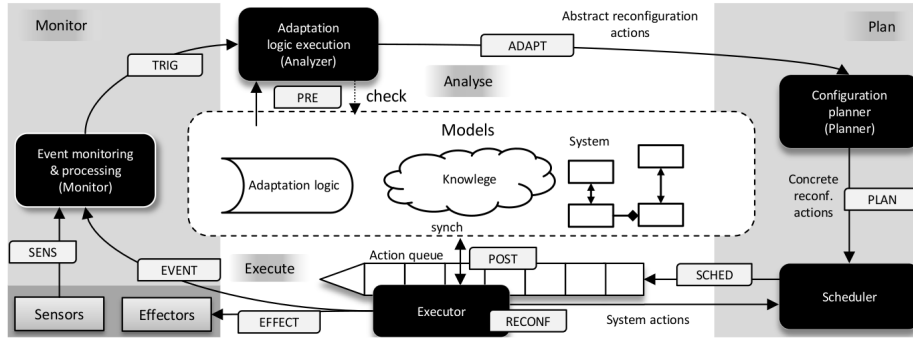 Monitor
Adaptation
logic execution
(Analyzer)
Abstract reconfiguration
actions
Plan
TRIG
ADAPT
Analyse
PRE
check
Configuration
planner
(Planner)
Models
Event monitoring
& processing
(Monitor)
Adaptation logic
Knowlege
System
Concrete
reconf.
actions
PLAN
synch
SENS
EVENT
Execute
Action queue
POST
SCHED
Sensors
Effectors
EFFECT
Executor
RECONF
System actions
Scheduler